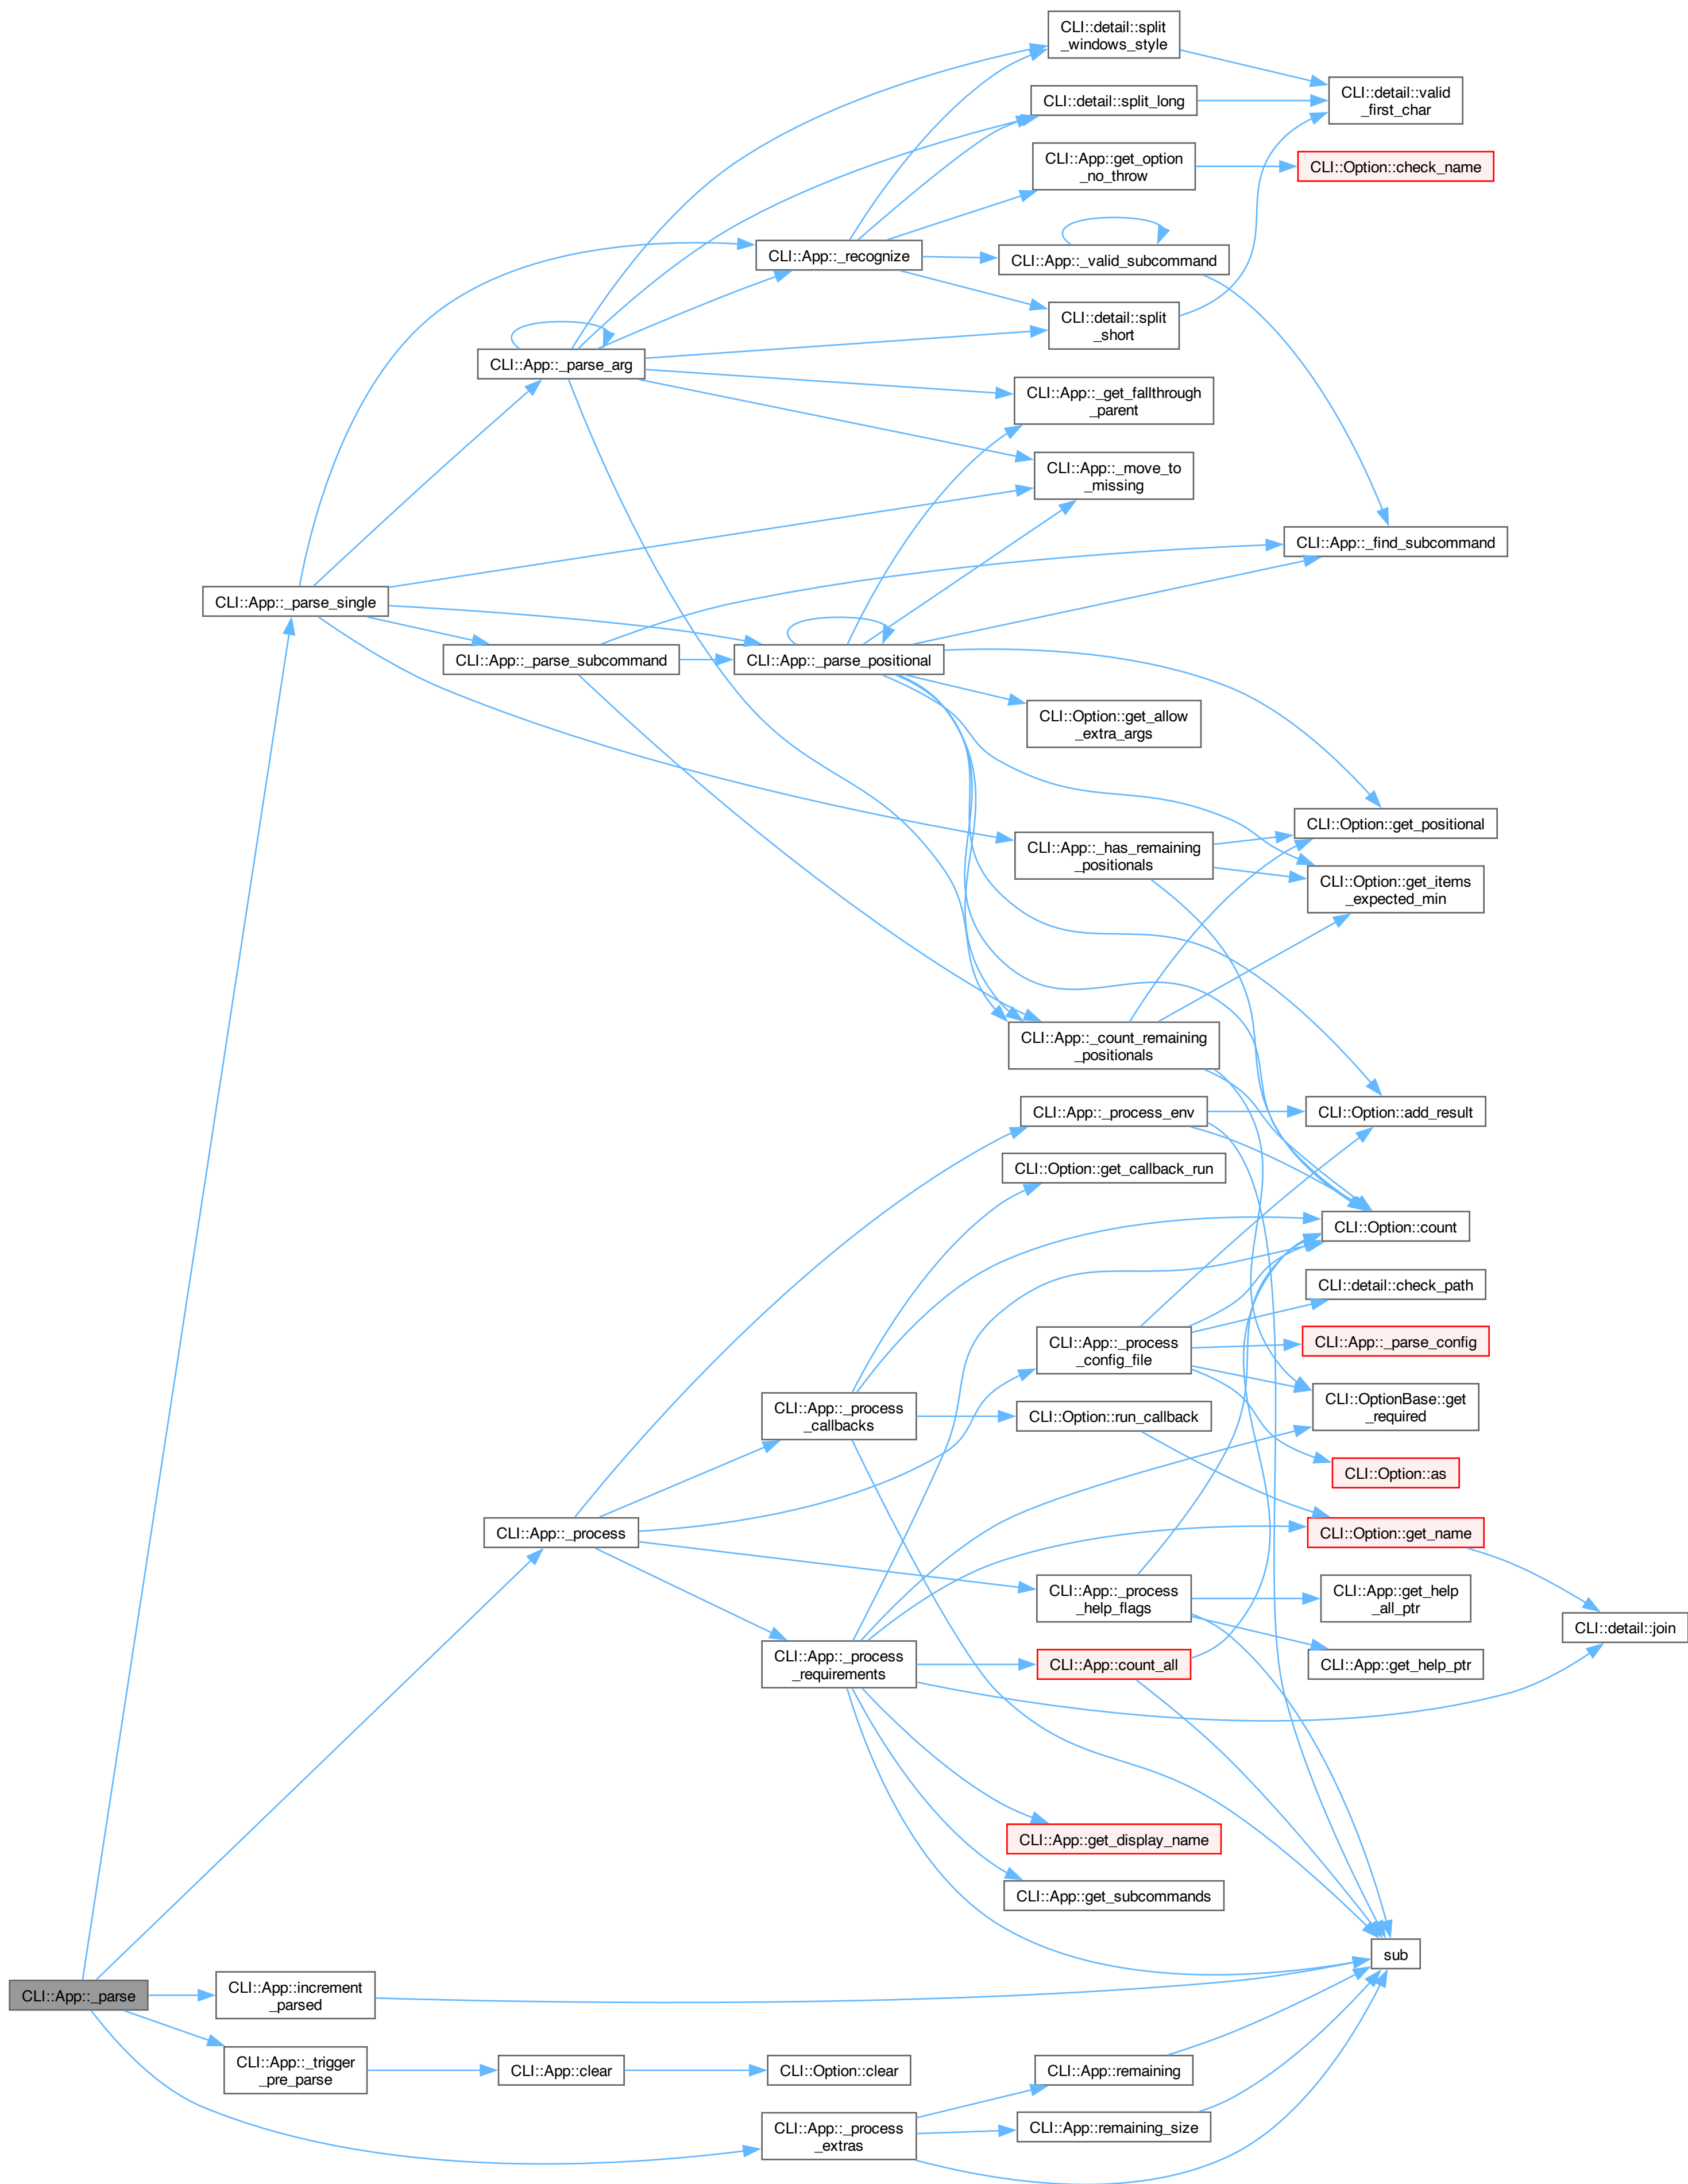 CLI::detail::split
_windows_style
CLI::detail::valid
_first_char
CLI::detail::split_long
CLI::App::get_option
_no_throw
CLI::Option::check_name
CLI::App::_recognize
CLI::App::_valid_subcommand
CLI::detail::split
_short
CLI::App::_parse_arg
CLI::App::_get_fallthrough
_parent
CLI::App::_move_to
_missing
CLI::App::_find_subcommand
CLI::App::_parse_single
CLI::App::_parse_subcommand
CLI::App::_parse_positional
CLI::Option::get_allow
_extra_args
CLI::Option::get_positional
CLI::App::_has_remaining
_positionals
CLI::Option::get_items
_expected_min
CLI::App::_count_remaining
_positionals
CLI::App::_process_env
CLI::Option::add_result
CLI::Option::get_callback_run
CLI::Option::count
CLI::detail::check_path
CLI::App::_process
_config_file
CLI::App::_parse_config
CLI::OptionBase::get
_required
CLI::App::_process
_callbacks
CLI::Option::run_callback
CLI::Option::as
CLI::App::_process
CLI::Option::get_name
CLI::App::_process
_help_flags
CLI::App::get_help
_all_ptr
CLI::detail::join
CLI::App::_process
_requirements
CLI::App::count_all
CLI::App::get_help_ptr
CLI::App::get_display_name
CLI::App::get_subcommands
sub
CLI::App::_parse
CLI::App::increment
_parsed
CLI::App::_trigger
_pre_parse
CLI::App::clear
CLI::Option::clear
CLI::App::remaining
CLI::App::_process
_extras
CLI::App::remaining_size